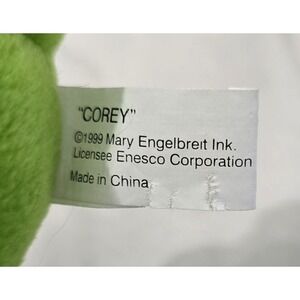 "COREY"
©1999 Mary Engelbreit Ink.
Licensee Enesco Corporation
Made in China